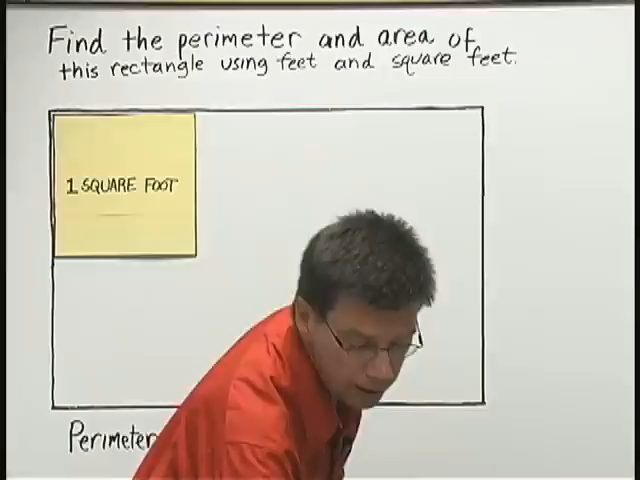 Find the perimeter and area of
this rectangle using feet and square feet.
1 SQUARE FOOT
Perimeter